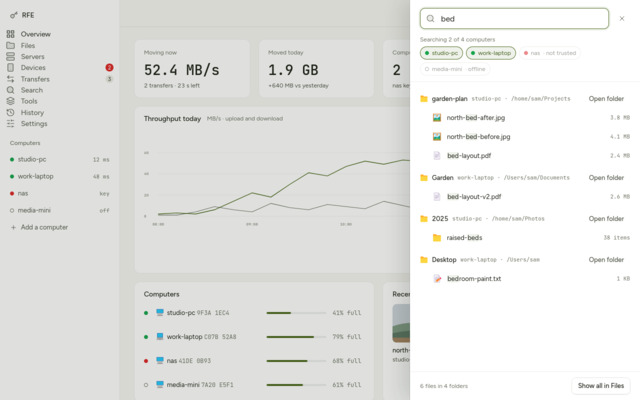 RFE
Overview
Files
Servers
Devices 2
Transfers 3
Search
Tools
History
Settings
Computers
studio-pc 12 ms
work-laptop 48 ms
nas key
media-mini off
+ Add a computer
Moving now
52.4 MB/s
2 transfers · 23 s left
Moved today
1.9 GB
+640 MB vesterday
Throughput today MB/s · upload and download
Computers
studio-pc 9F3A 1EC4 41% full
work-laptop C07B 52A8 79% full
nas 41DE 0B93 68% full
media-mini 7A20 E5F1 61% full
bed
Searching 2 of 4 computers
studio-pc
work-laptop
nas · not trusted
media-mini · offline
garden-plan studio-pc · /home/sam/Projects Open folder
north-bed-after.jpg 3.8 MB
north-bed-before.jpg 4.1 MB
bed-layout.pdf 2.4 MB
Garden work-laptop · /Users/sam/Documents Open folder
bed-layout-v2.pdf 2.6 MB
2025 studio-pc · /home/sam/Photos Open folder
raised-beds 38 items
Desktop work-laptop · /Users/sam Open folder
bedroom-paint.txt 1 KB
6 files in 4 folders
Show all in Files